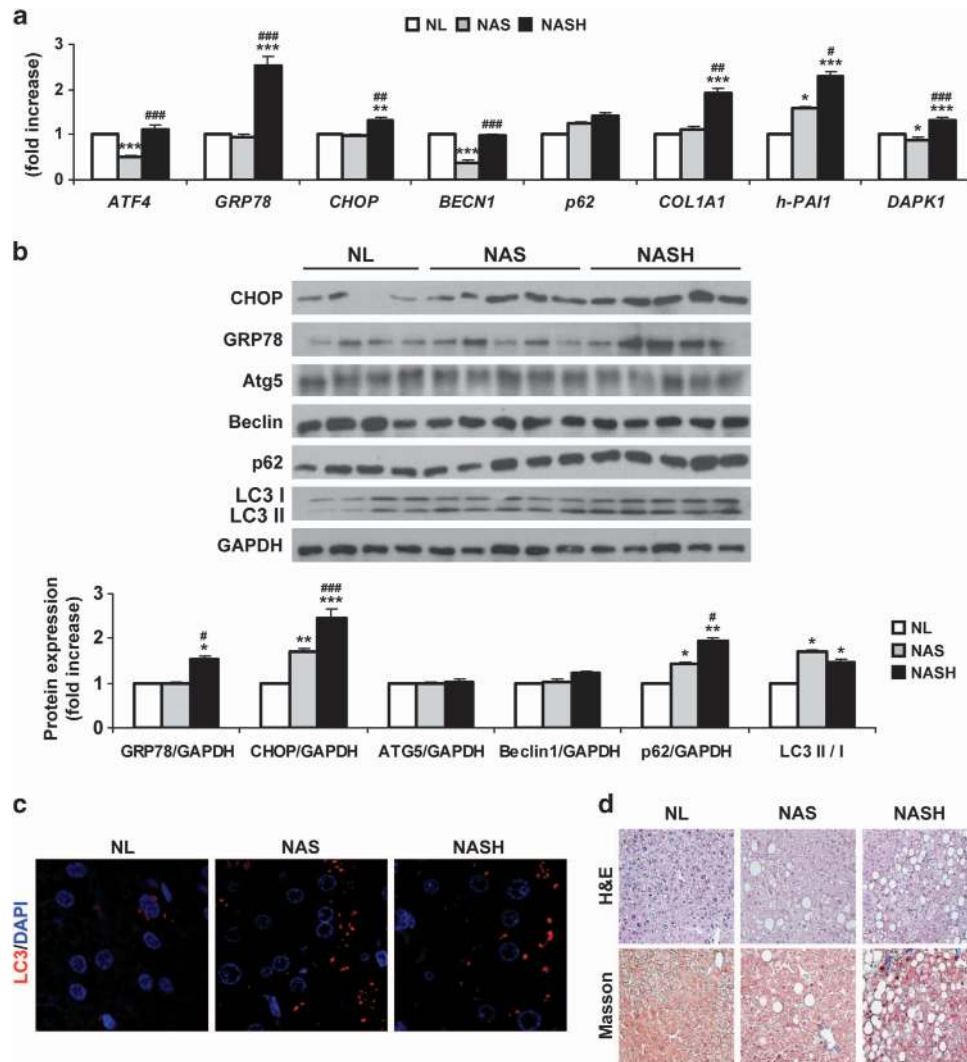 a
NL NAS NASH
(fold increase)
3
2
1
0
***
###
###
***
##
**
***
###
##
***
*
#
***
*
###
***
ATF4 GRP78 CHOP BECN1 p62 COL1A1 h-PAI1 DAPK1
b
NL NAS NASH
CHOP
GRP78
Atg5
Beclin
p62
LC3 I
LC3 II
GAPDH
Protein expression
(fold increase)
3
2
1
0
#
*
**
###
***
*
#
**
*
*
NL
NAS
NASH
GRP78/GAPDH CHOP/GAPDH ATG5/GAPDH Beclin1/GAPDH p62/GAPDH LC3 II / I
c
NL NAS NASH
LC3/DAPI
d
NL NAS NASH
H&E
Masson